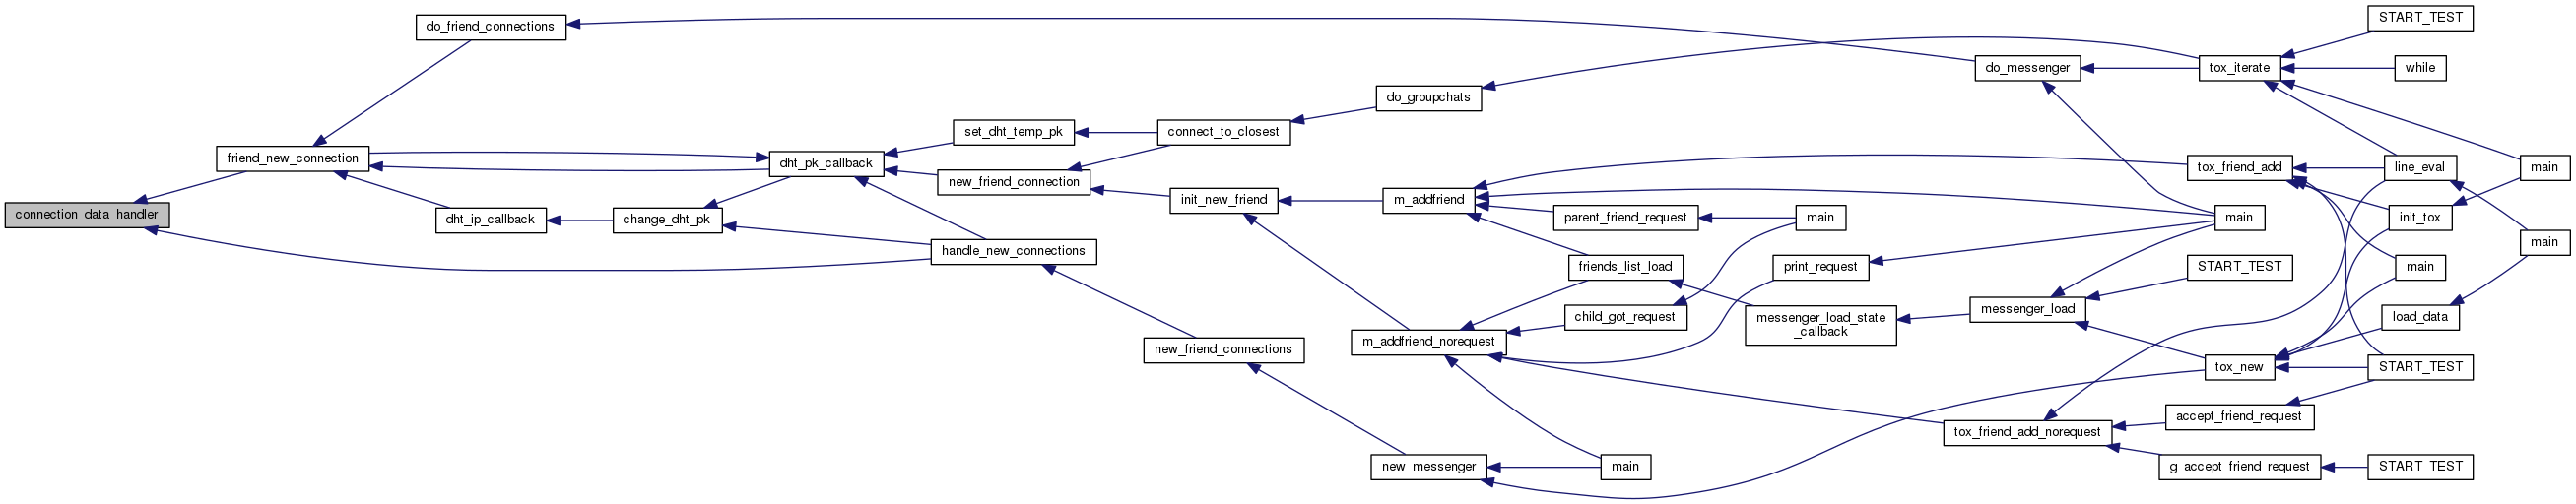 connection_data_handler
friend_new_connection
do_friend_connections
dht_ip_callback
change_dht_pk
dht_pk_callback
set_dht_temp_pk
new_friend_connection
handle_new_connections
connect_to_closest
init_new_friend
new_friend_connections
do_groupchats
m_addfriend
m_addfriend_norequest
new_messenger
parent_friend_request
friends_list_load
child_got_request
main
main
print_request
messenger_load_state
_callback
do_messenger
messenger_load
tox_friend_add_norequest
tox_iterate
tox_friend_add
main
START_TEST
tox_new
accept_friend_request
g_accept_friend_request
START_TEST
while
line_eval
init_tox
main
load_data
START_TEST
START_TEST
main
main